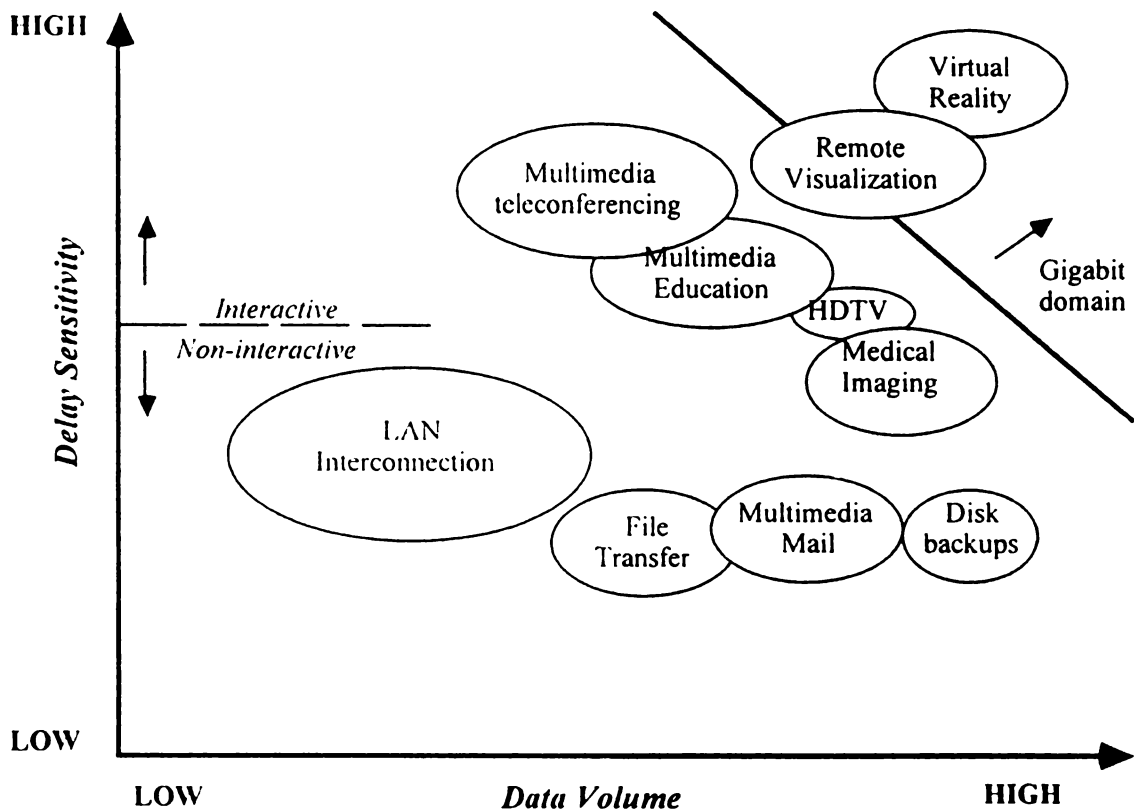 HIGH
Virtual
Reality
Remote
Visualization
Multimedia
teleconferencing
Multimedia
Education
Gigabit
domain
HDTV
Interactive
Non-interactive
Medical
Imaging
Delay Sensitivity
LAN
Interconnection
File
Transfer
Multimedia
Mail
Disk
backups
LOW
LOW
Data Volume
HIGH